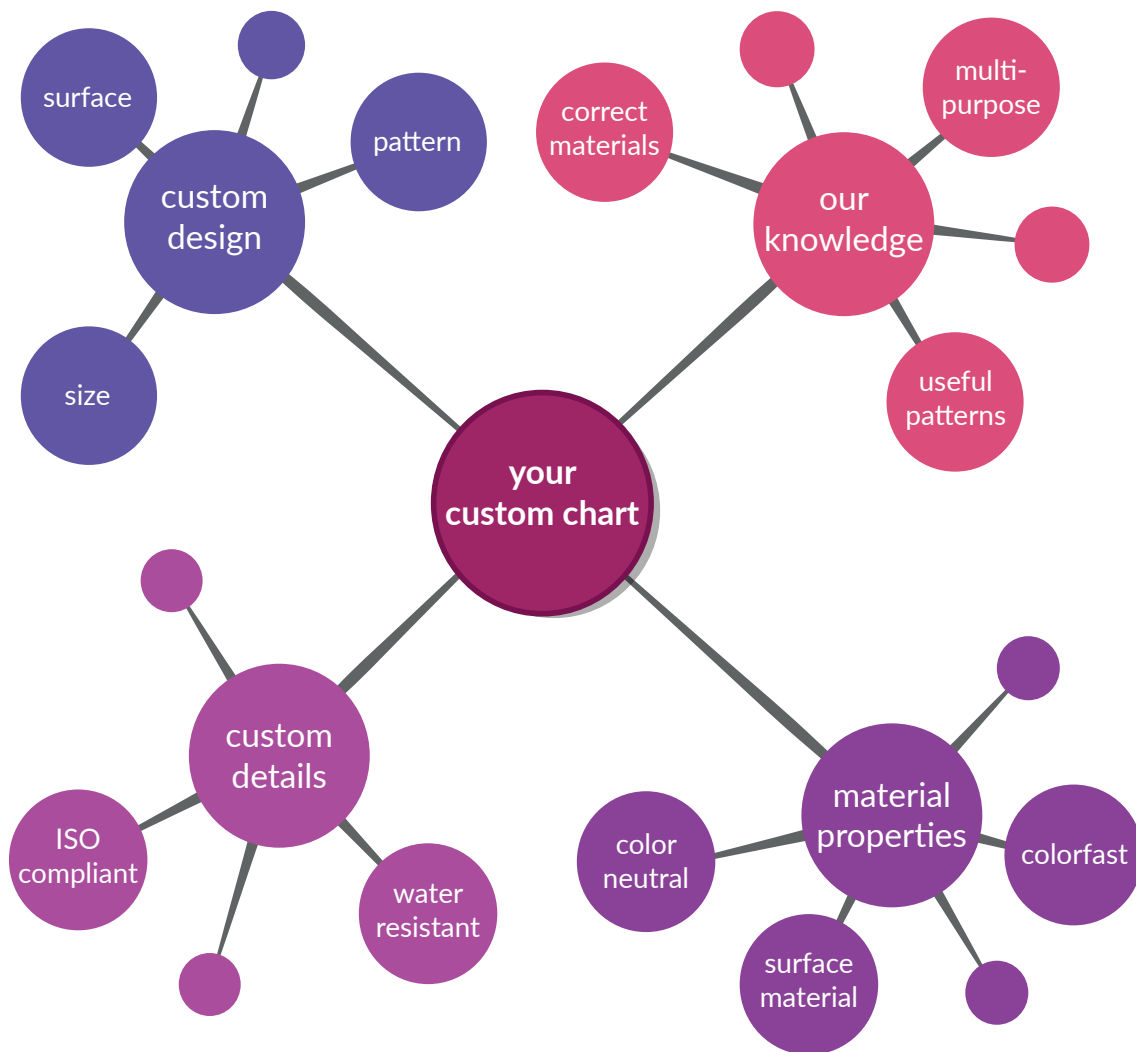 surface
pattern
custom
design
size
correct
materials
multi-
purpose
our
knowledge
useful
patterns
your
custom chart
custom
details
ISO
compliant
water
resistant
material
properties
color
neutral
colorfast
surface
material